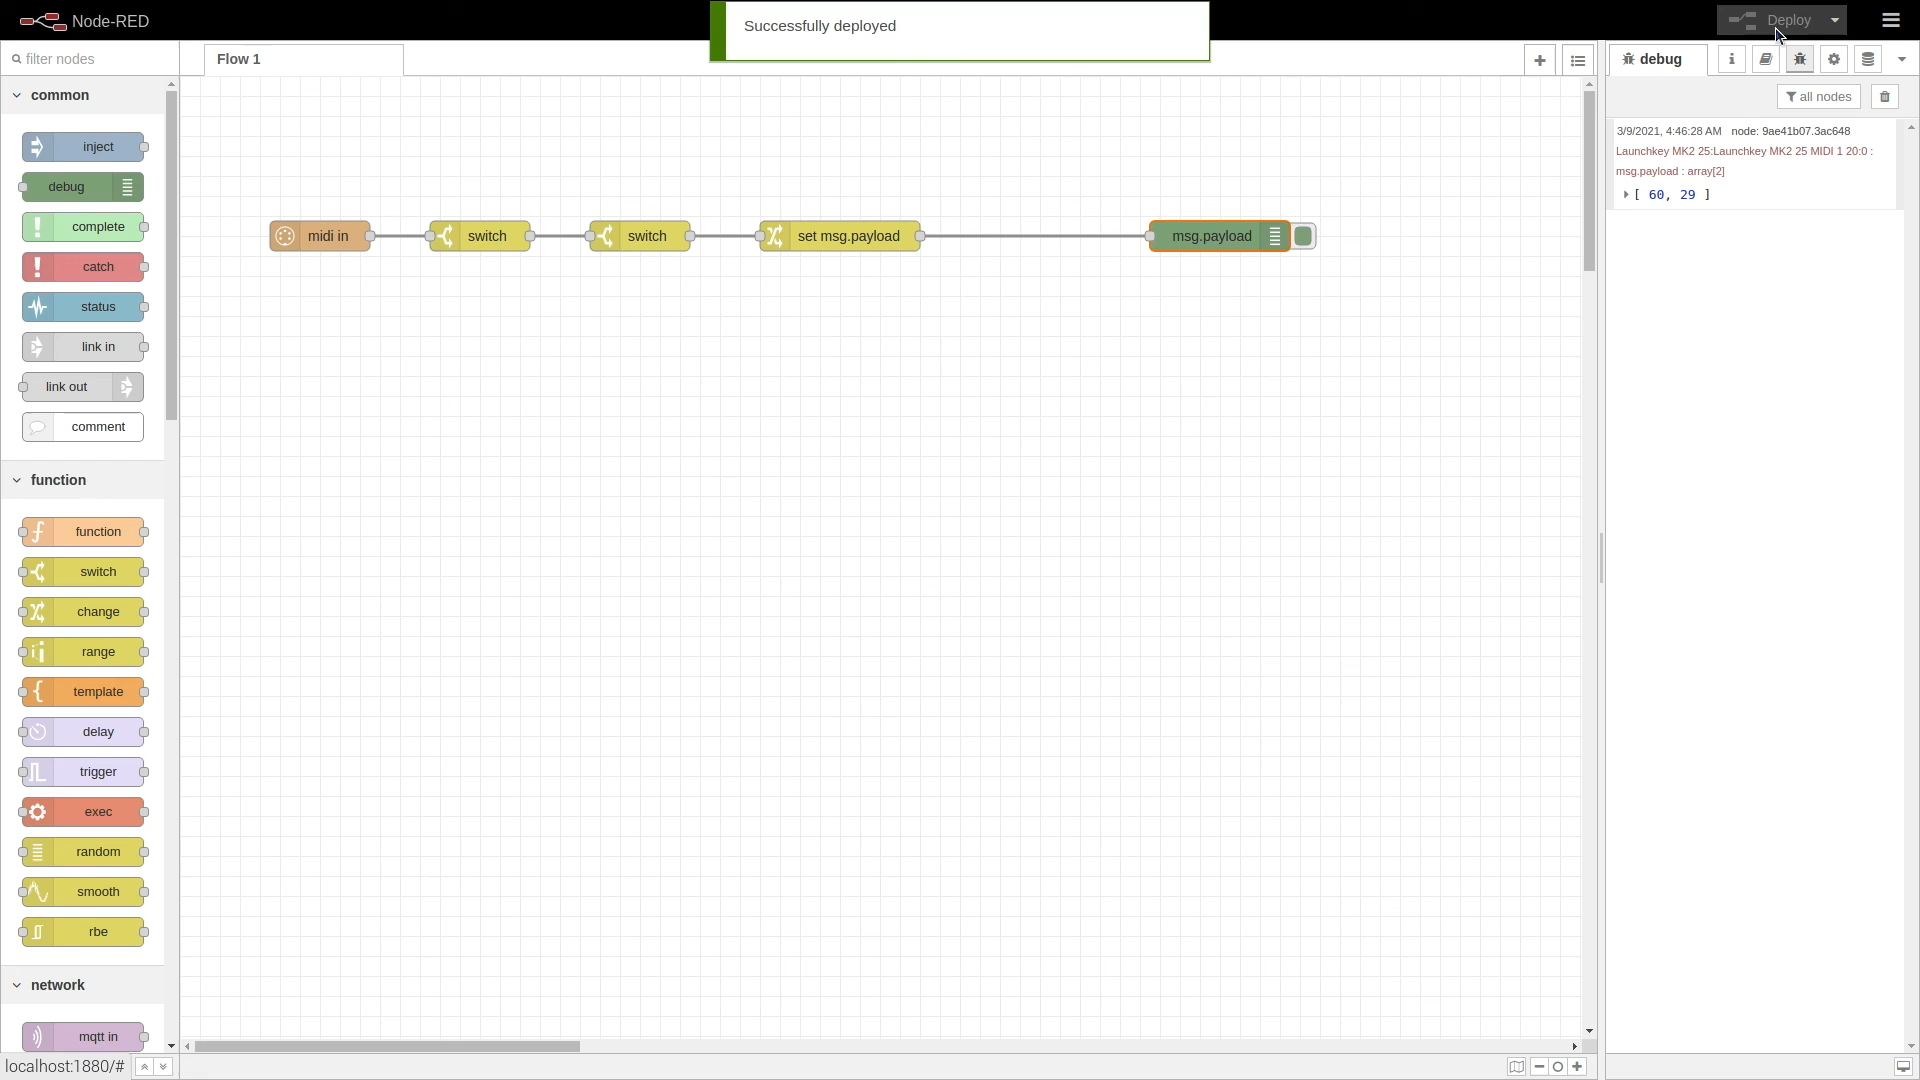 Node-RED
Successfully deployed
Deploy
filter nodes
Flow 1
debug
all nodes
common
inject
debug
complete
catch
status
link in
link out
comment
function
function
switch
change
range
template
delay
trigger
exec
random
smooth
rbe
network
mqtt in
midi in
switch
switch
set msg.payload
msg.payload
3/9/2021, 4:46:28 AM node: 9ae41b07.3ac648
Launchkey MK2 25:Launchkey MK2 25 MIDI 1 20:0 :
msg.payload : array[2]
[ 60, 29 ]
localhost:1880/#